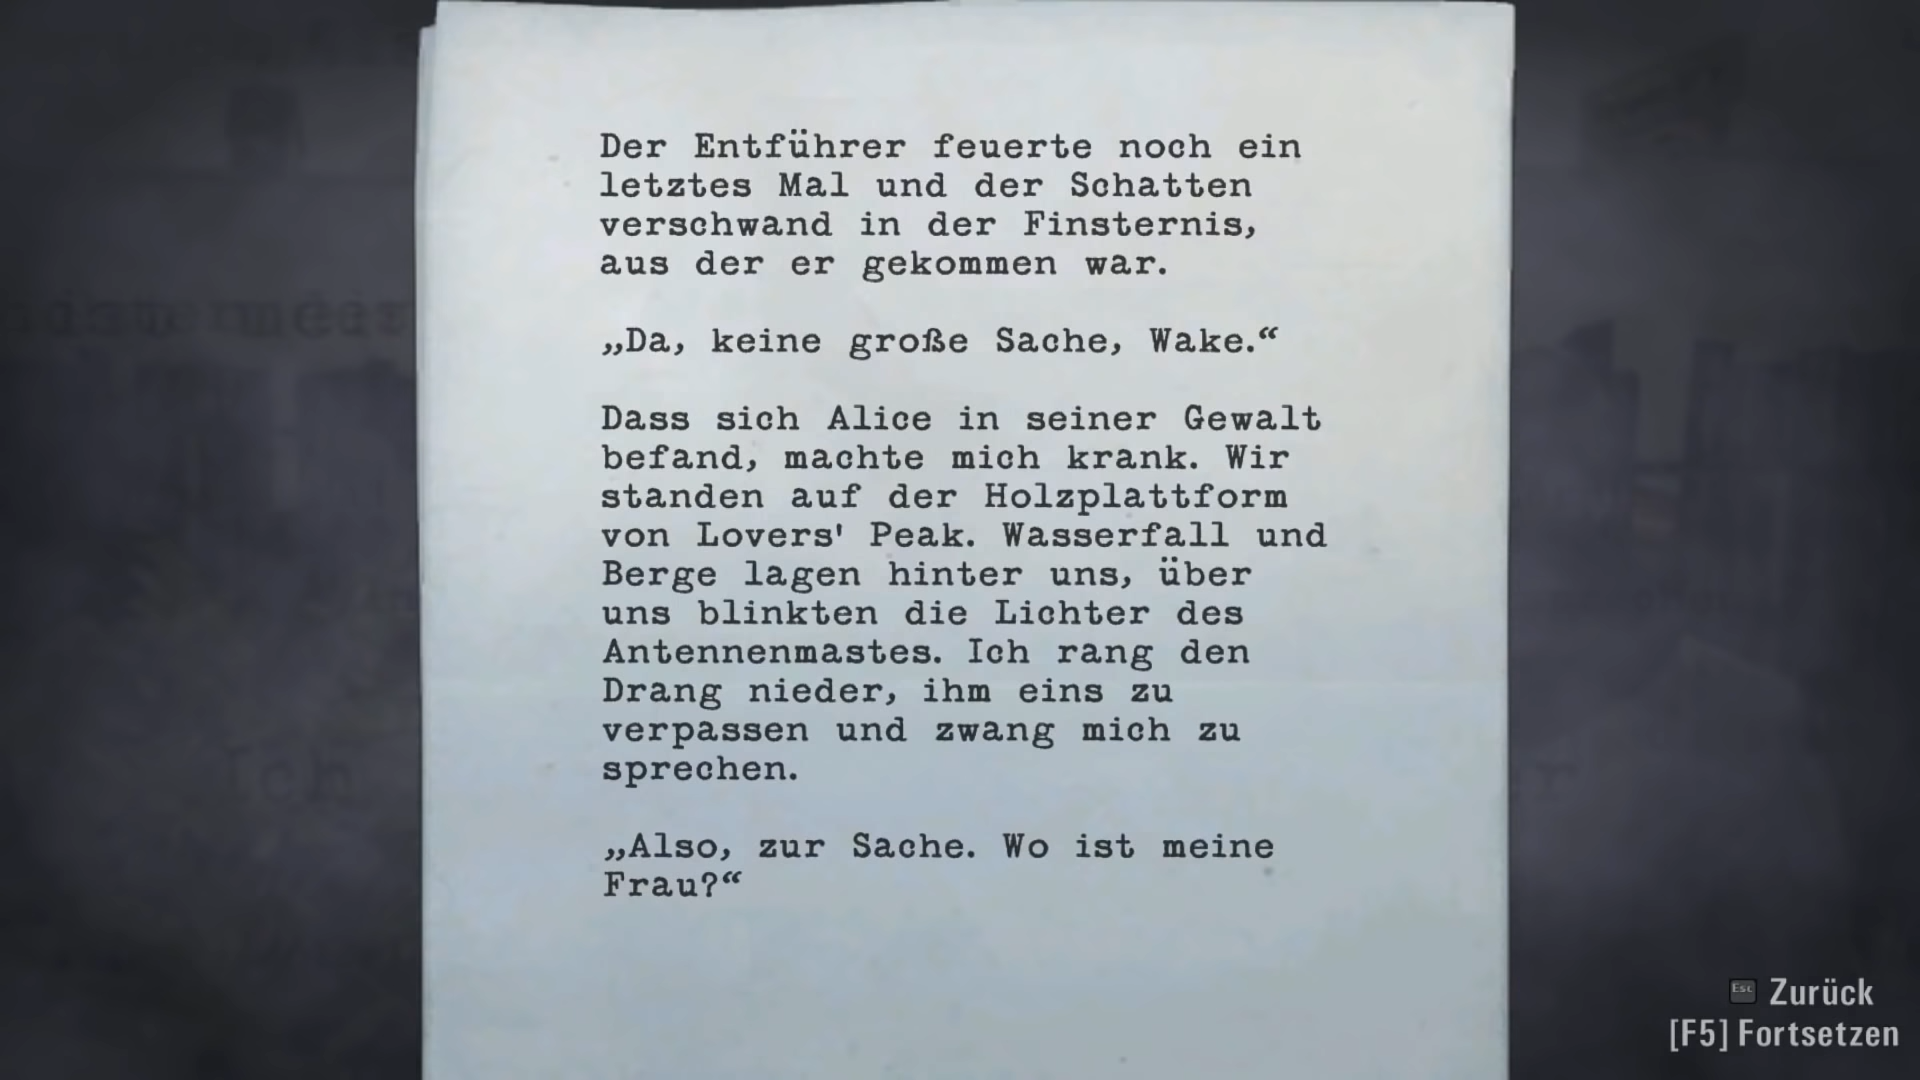 Der Entführer feuerte noch ein
letztes Mal und der Schatten
verschwand in der Finsternis,
aus der er gekommen war.
„Da, keine große Sache, Wake.“
Dass sich Alice in seiner Gewalt
befand, machte mich krank. Wir
standen auf der Holzplattform
von Lovers' Peak. Wasserfall und
Berge lagen hinter uns, über
uns blinkten die Lichter des
Antennenmastes. Ich rang den
Drang nieder, ihm eins zu
verpassen und zwang mich zu
sprechen.
„Also, zur Sache. Wo ist meine
Frau?“
Esc Zurück
[F5] Fortsetzen
Ich